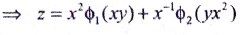 ⇒ z = x²ϕ₁(xy) + x⁻¹ϕ₂(yx²)